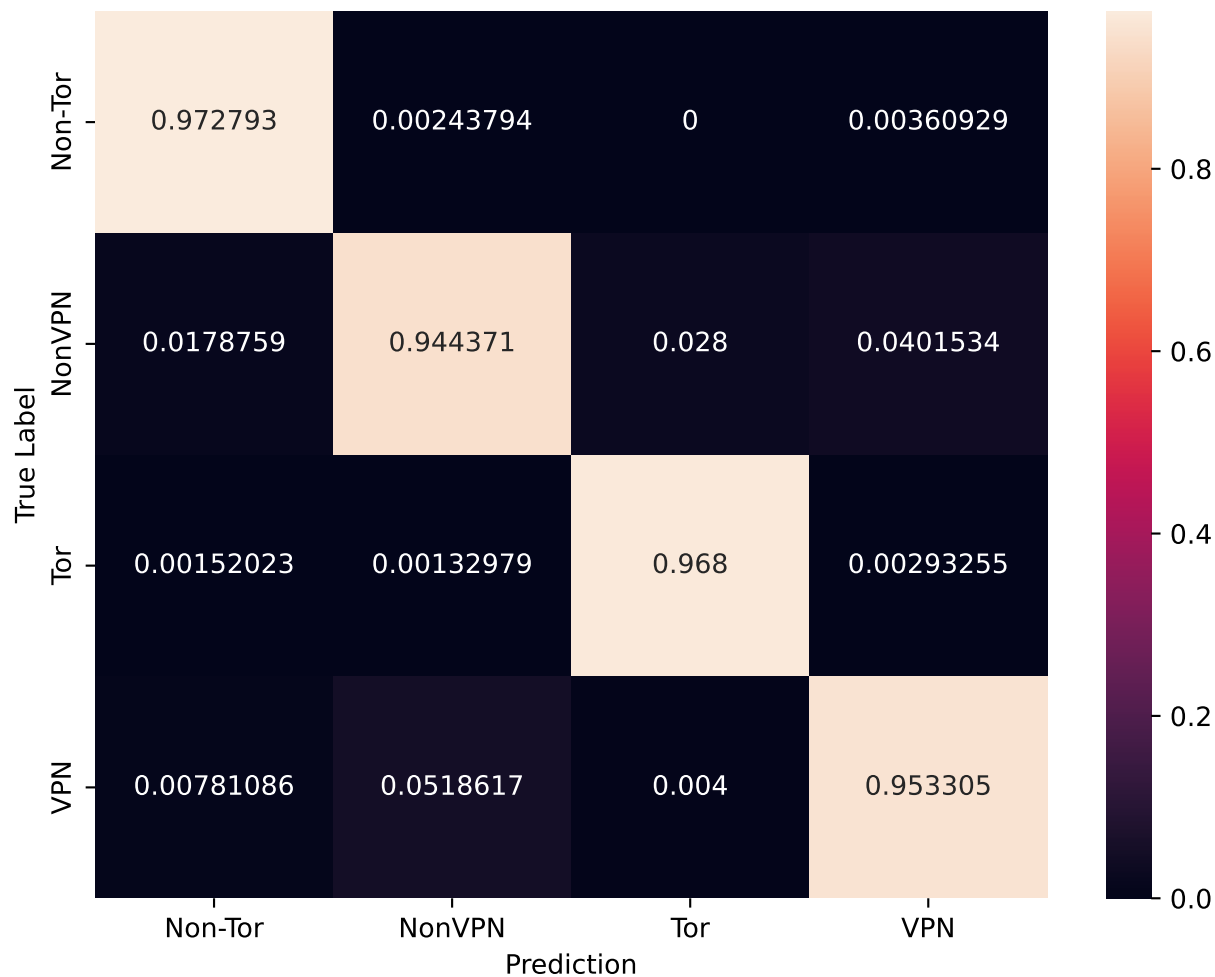 Non-Tor 0.972793 0.00243794 0 0.00360929
0.8
NonVPN 0.0178759 0.944371 0.028 0.0401534
0.6
True Label
Tor 0.00152023 0.00132979 0.968 0.00293255
0.4
VPN 0.00781086 0.0518617 0.004 0.953305
0.2
0.0
Non-Tor NonVPN Tor VPN
Prediction